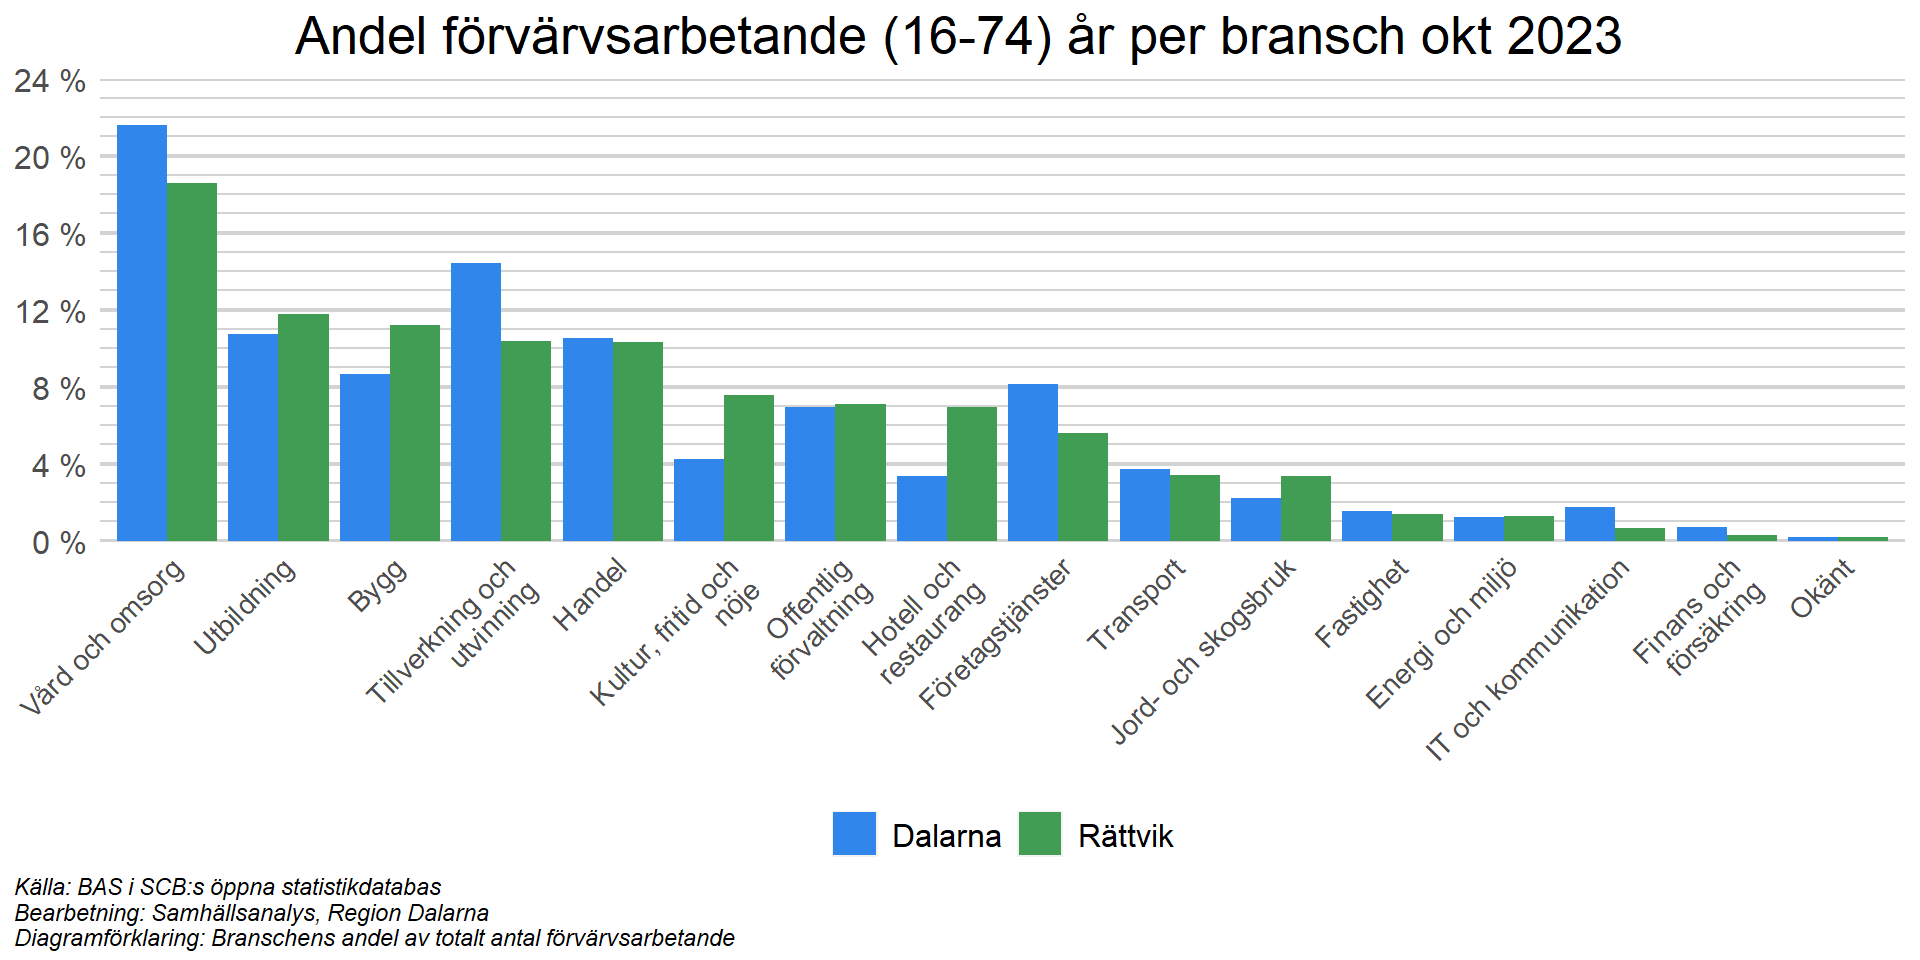 Andel förvärvsarbetande (16-74) år per bransch okt 2023
24 %
20 %
16 %
12 %
8 %
4 %
0 %
Vård och omsorg
Utbildning
Bygg
Tillverkning och
utvinning
Handel
Kultur, fritid och
nöje
Offentlig
förvaltning
Hotell och
restaurang
Företagstjänster
Transport
Jord- och skogsbruk
Fastighet
Energi och miljö
IT och kommunikation
Finans och
försäkring
Okänt
Dalarna
Rättvik
Källa: BAS i SCB:s öppna statistikdatabas
Bearbetning: Samhällsanalys, Region Dalarna
Diagramförklaring: Branschens andel av totalt antal förvärvsarbetande